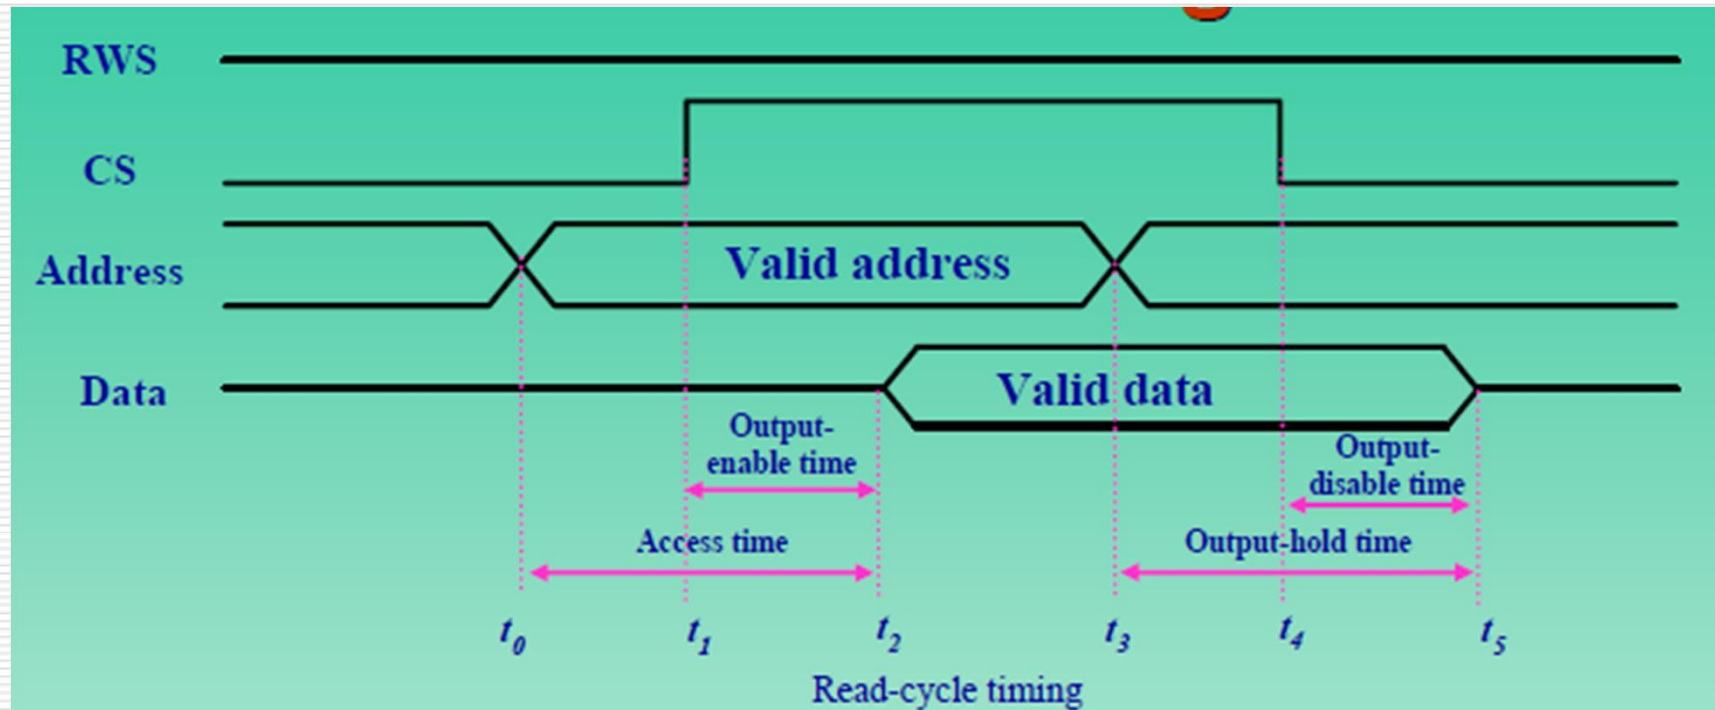 RWS
CS
Address
Valid address
Data
Valid data
Output-
enable time
Output-
disable time
Access time
Output-hold time
t0
t1
t2
t3
t4
t5
Read-cycle timing